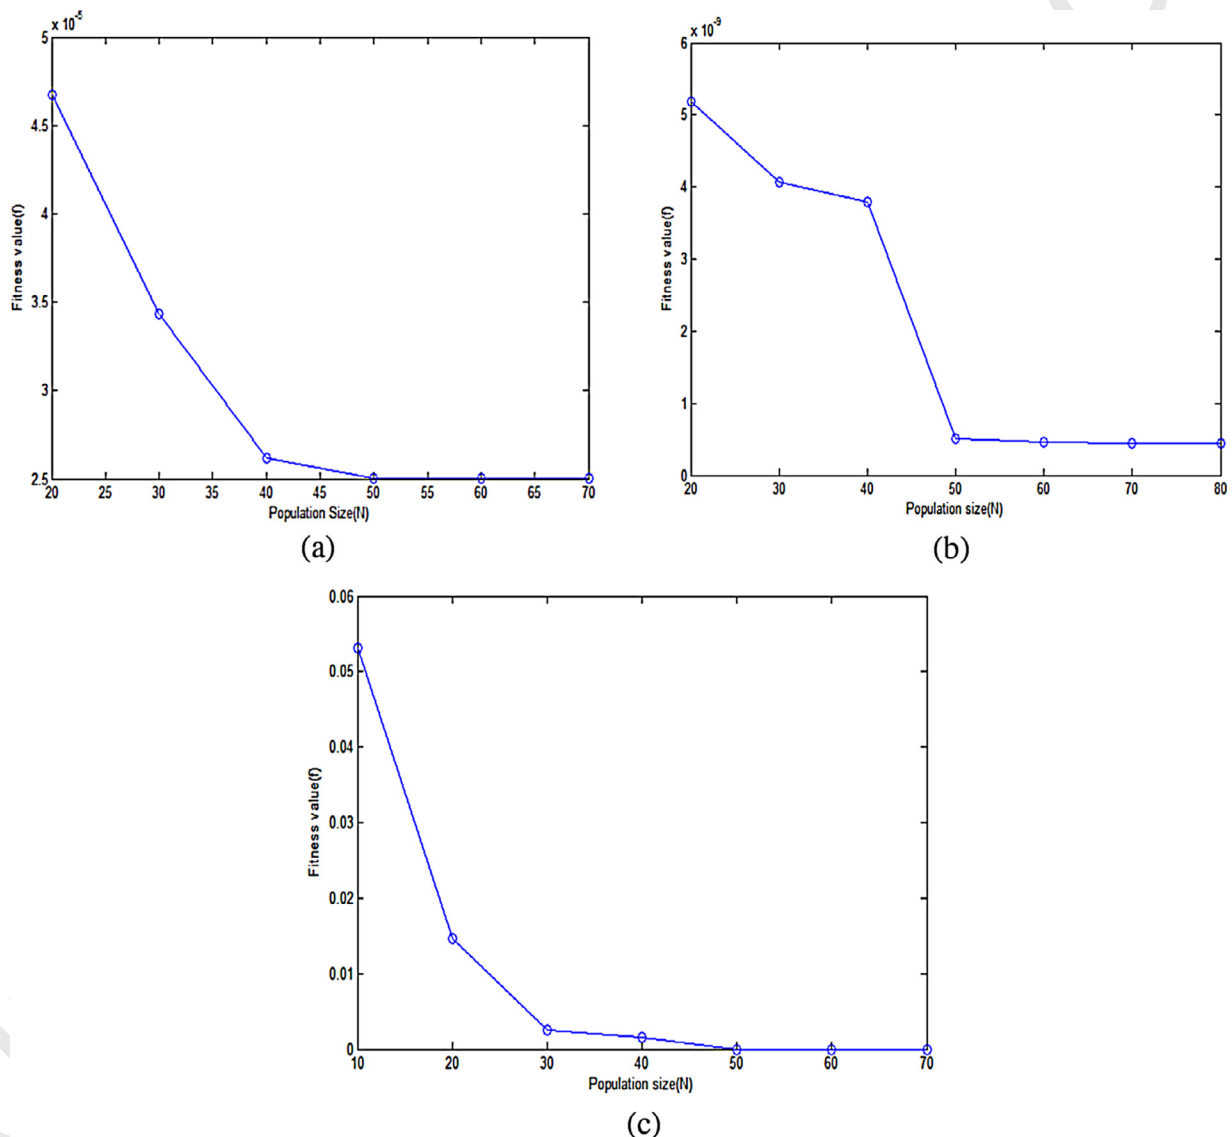 x 10⁻⁵
5
4.5
4
3.5
3
2.5
Fitness value(f)
20 25 30 35 40 45 50 55 60 65 70
Population Size(N)
(a)
x 10⁻⁹
6
5
4
3
2
1
0
Fitness value(f)
20 30 40 50 60 70 80
Population size(N)
(b)
0.06
0.05
0.04
0.03
0.02
0.01
0
Fitness value(f)
10 20 30 40 50 60 70
Population size(N)
(c)